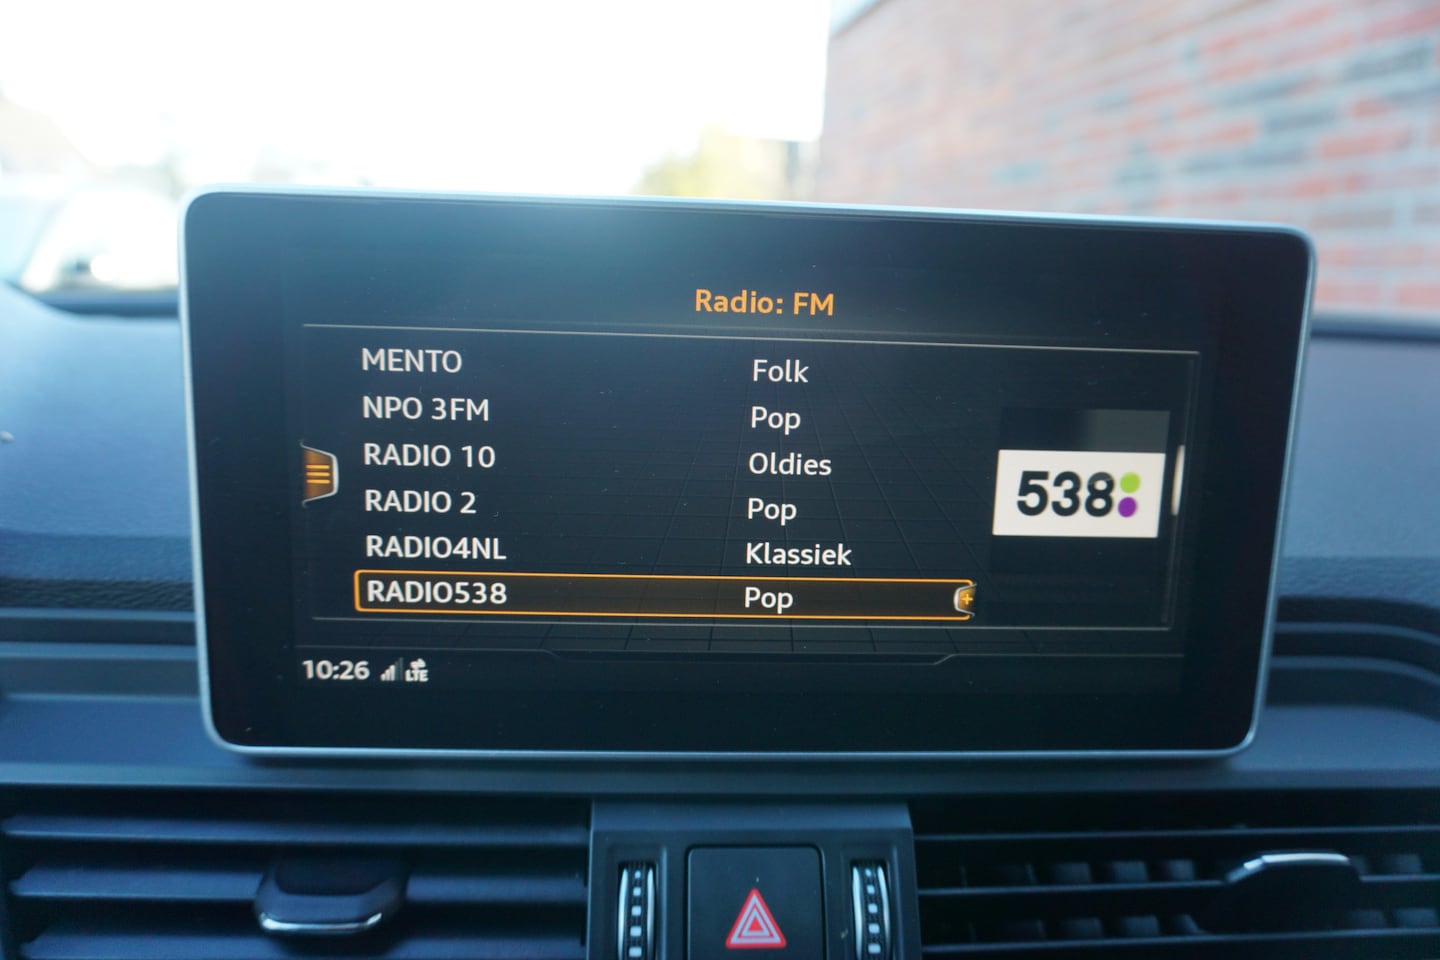 Radio: FM
MENTO Folk
NPO 3FM Pop
RADIO 10 Oldies
RADIO 2 Pop
RADIO4NL Klassiek
RADIO538 Pop
538
10:26 LTE